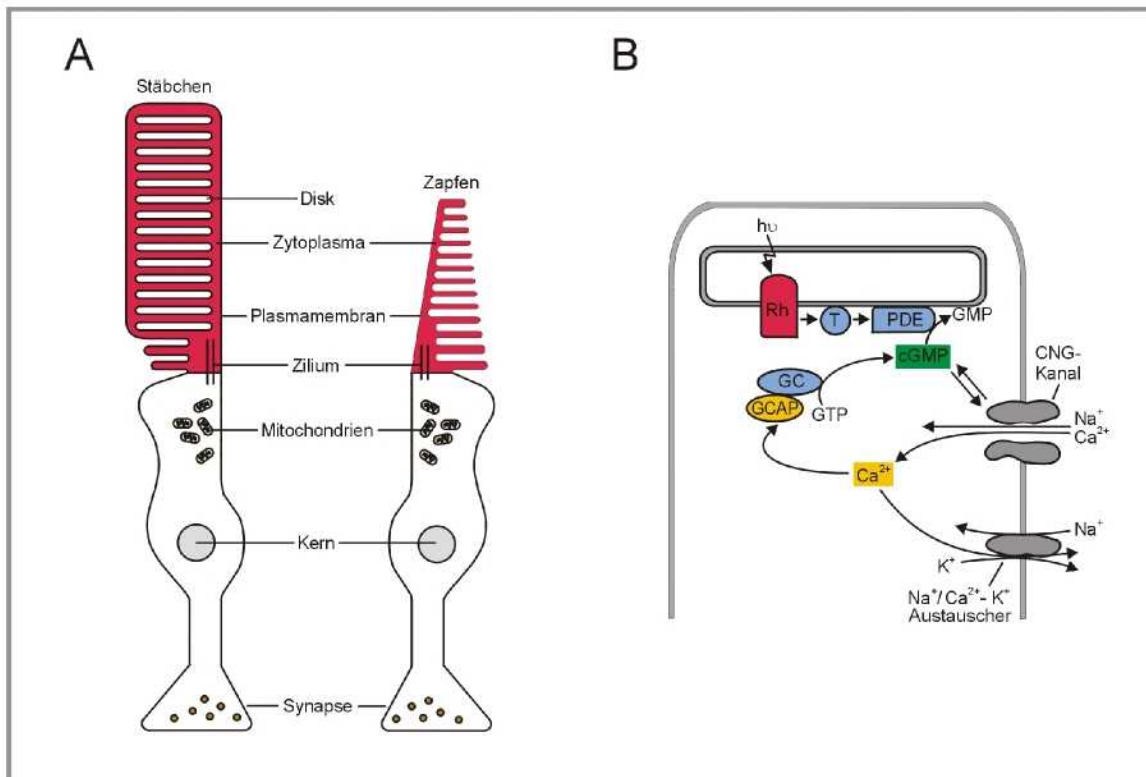 A
Stäbchen
Zapfen
Disk
Zytoplasma
Plasmamembran
Zilium
Mitochondrien
Kern
Synapse
B
hυ
Rh
T
PDE
GMP
cGMP
CNG-
Kanal
GC
GCAP
GTP
Na⁺
Ca²⁺
Ca²⁺
Na⁺
K⁺
Na⁺/Ca²⁺- K⁺
Austauscher